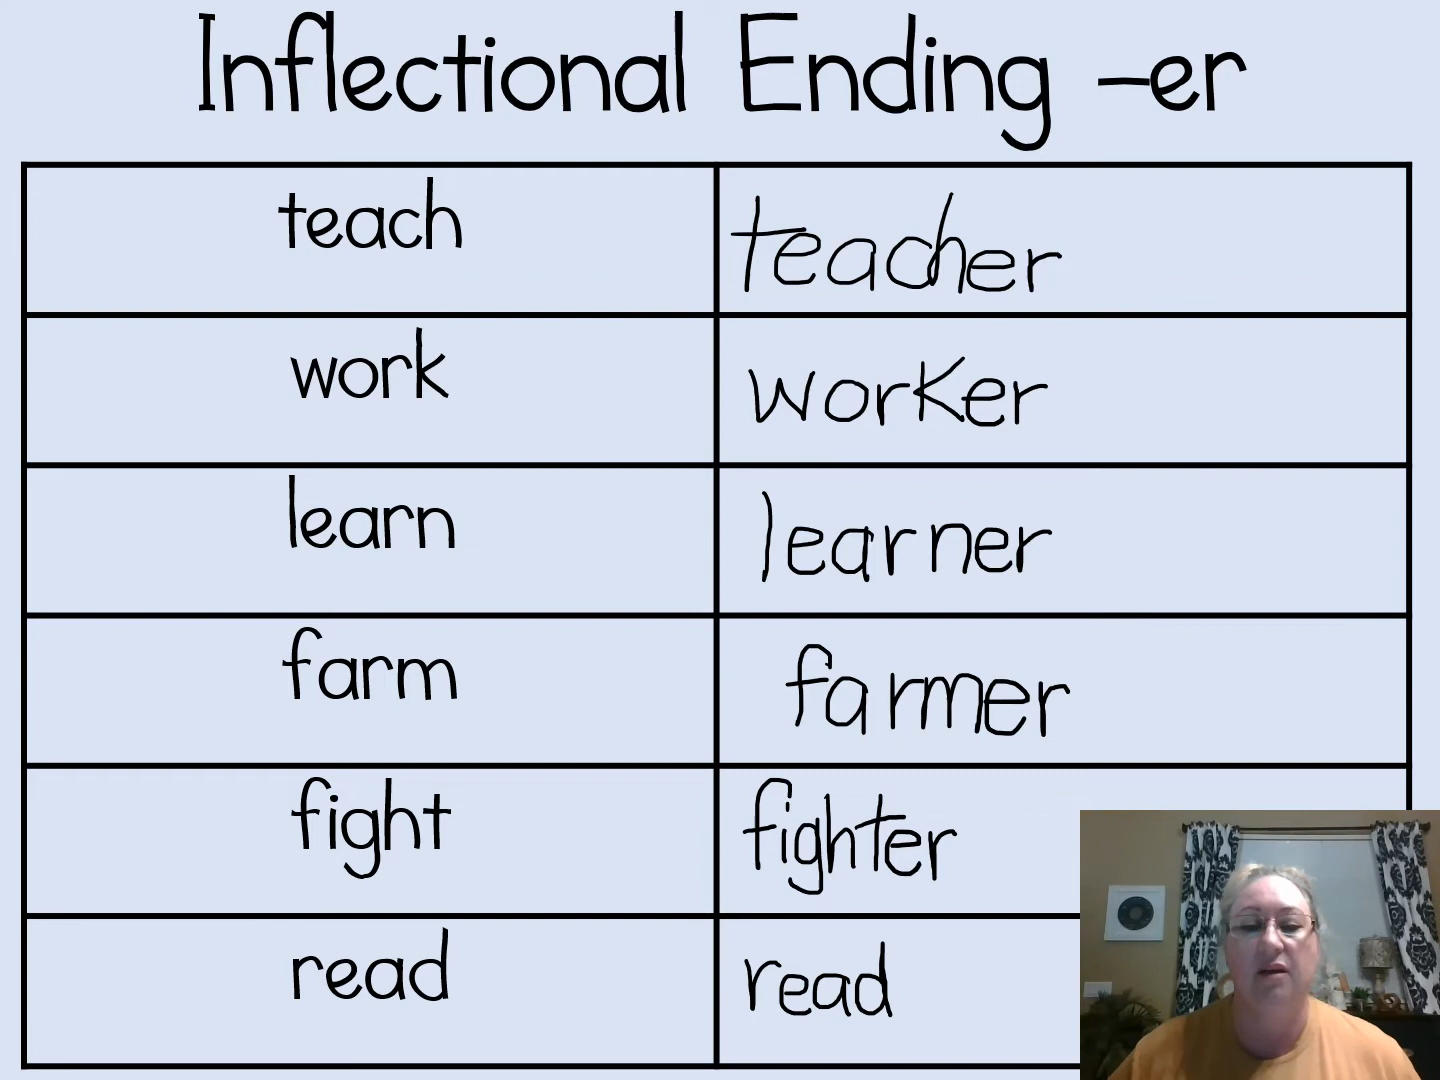 Inflectional Ending -er
teach teacher
work worker
learn learner
farm farmer
fight fighter
read read